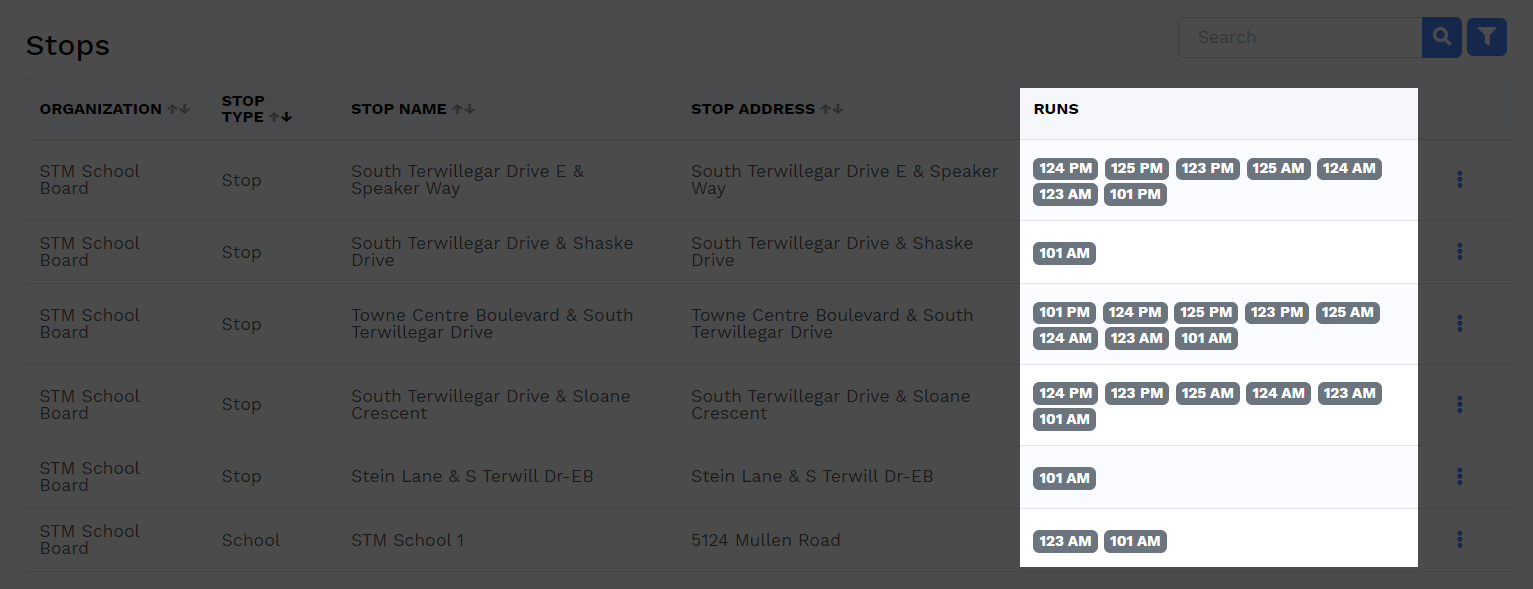 Stops
Search
ORGANIZATION STOP TYPE STOP NAME STOP ADDRESS RUNS
STM School Board Stop South Terwillegar Drive E & Speaker Way South Terwillegar Drive E & Speaker Way 124 PM 125 PM 123 PM 125 AM 124 AM 123 AM 101 PM
STM School Board Stop South Terwillegar Drive & Shaske Drive South Terwillegar Drive & Shaske Drive 101 AM
STM School Board Stop Towne Centre Boulevard & South Terwillegar Drive Towne Centre Boulevard & South Terwillegar Drive 101 PM 124 PM 125 PM 123 PM 125 AM 124 AM 123 AM 101 AM
STM School Board Stop South Terwillegar Drive & Sloane Crescent South Terwillegar Drive & Sloane Crescent 124 PM 123 PM 125 AM 124 AM 123 AM 101 AM
STM School Board Stop Stein Lane & S Terwill Dr-EB Stein Lane & S Terwill Dr-EB 101 AM
STM School Board School STM School 1 5124 Mullen Road 123 AM 101 AM